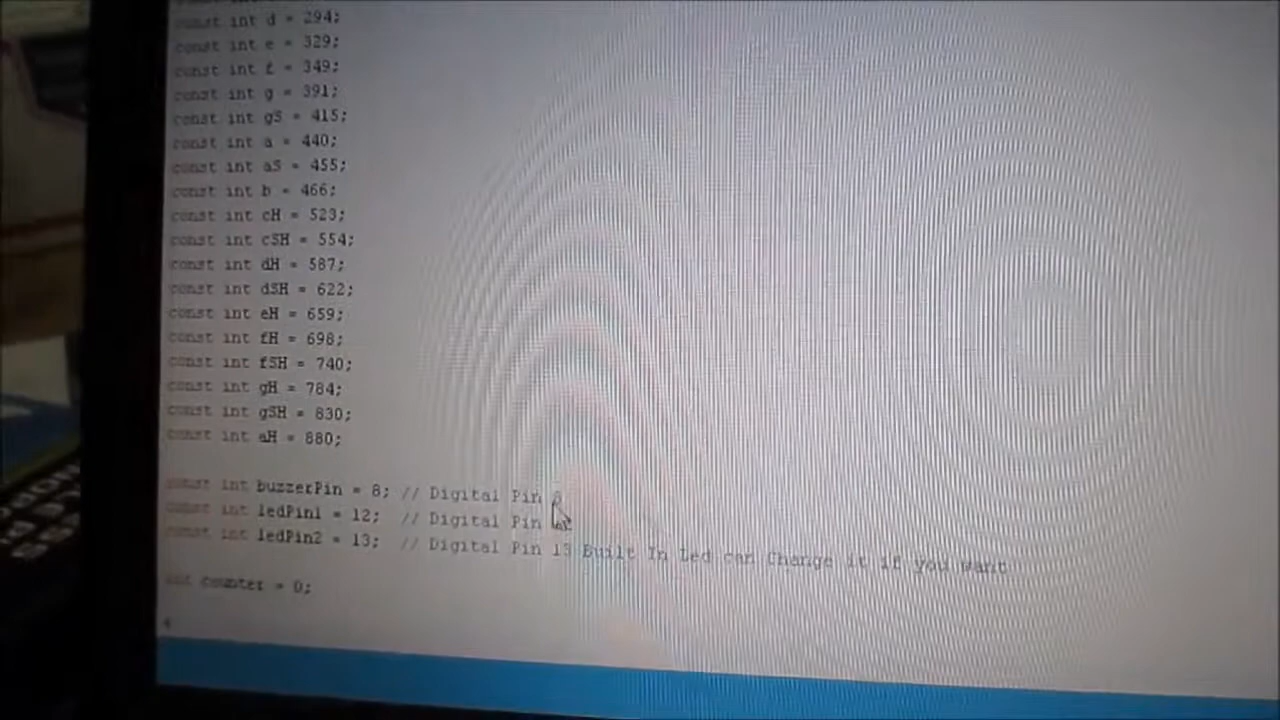 const int d = 294;
const int e = 329;
const int f = 349;
const int g = 391;
const int gS = 415;
const int a = 440;
const int aS = 455;
const int b = 466;
const int cH = 523;
const int cSH = 554;
const int dH = 587;
const int dSH = 622;
const int eH = 659;
const int fH = 698;
const int fSH = 740;
const int gH = 784;
const int gSH = 830;
const int aH = 880;
const int buzzerPin = 8; // Digital Pin 8
const int ledPin1 = 12; // Digital Pin
const int ledPin2 = 13; // Digital Pin 13 Built In Led can Change it if you want
int counter = 0;